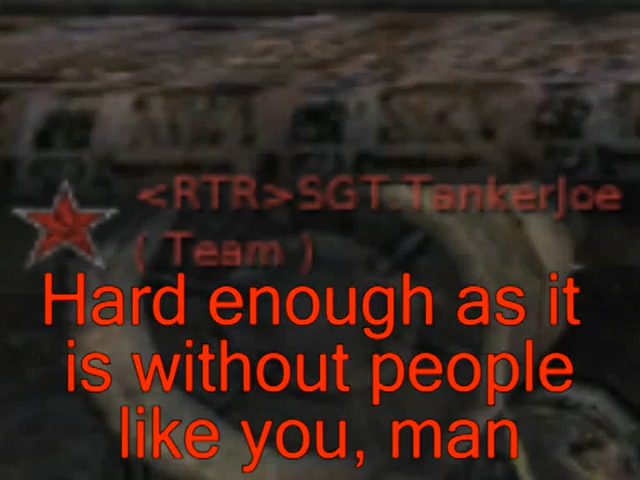 <RTR>SGT.TankerJoe
( Team )
Hard enough as it
is without people
like you, man